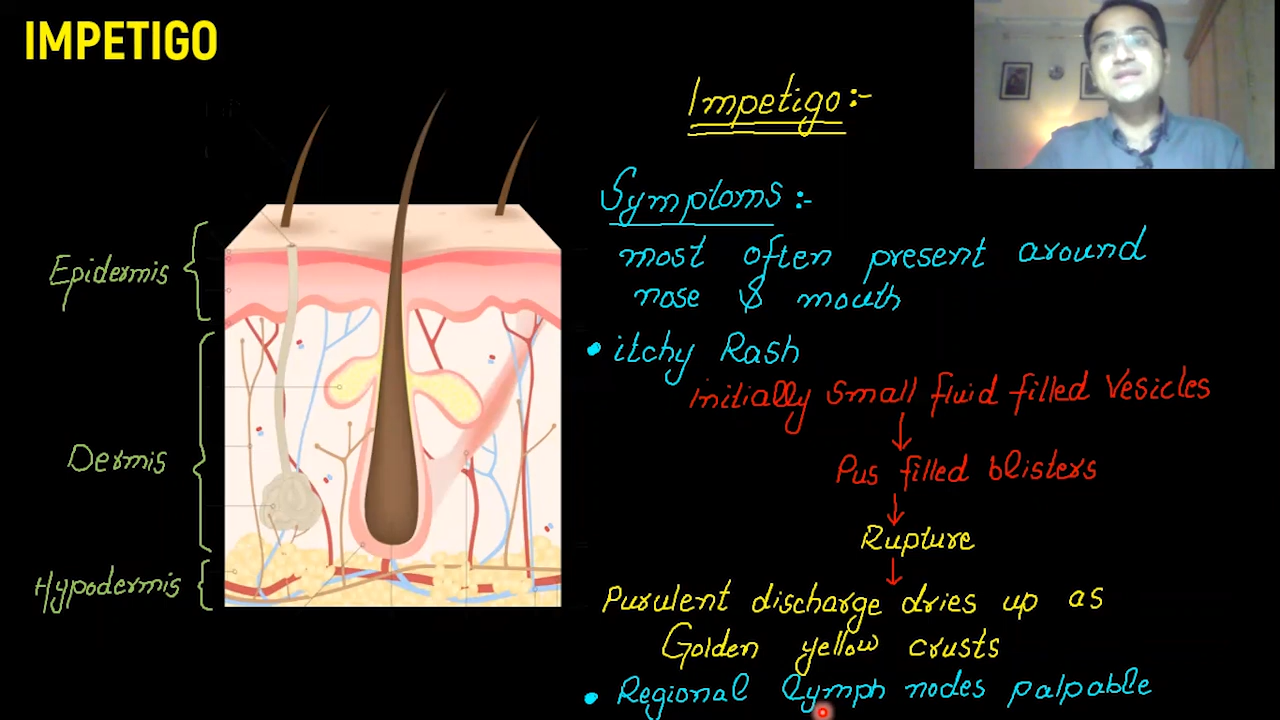 IMPETIGO
Impetigo:-
Symptoms :-
most often present around
nose & mouth
• itchy Rash
initially small fluid filled vesicles
Pus filled blisters
Rupture
Purulent discharge dries up as
Golden yellow crusts
• Regional lymph nodes palpable
Epidermis
Dermis
Hypodermis